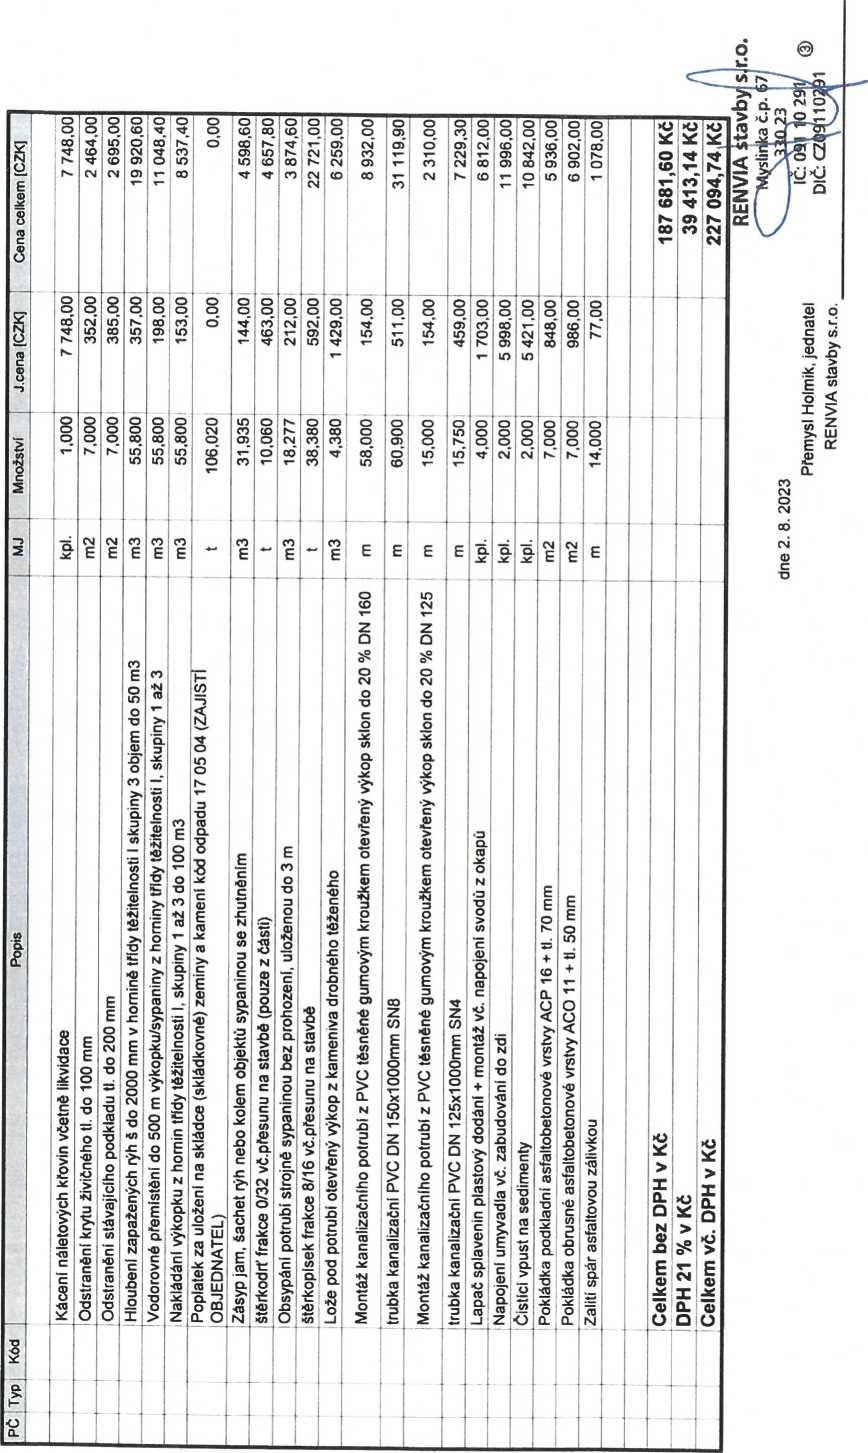 PČ Typ Kód Popis MJ Množství J.cena [CZK] Cena celkem [CZK]
Kácení náletových křovin včetně likvidace kpl. 1,000 7 748,00 7 748,00
Odstranění krytu živičného tl. do 100 mm m2 7,000 352,00 2 464,00
Odstranění stávajícího podkladu tl. do 200 mm m2 7,000 385,00 2 695,00
Hloubení zapažených rýh š do 2000 mm v hornině třídy těžitelnosti I skupiny 3 objem do 50 m3 m3 55,800 357,00 19 920,60
Vodorovné přemístění do 500 m výkopku/sypaniny z horniny třídy těžitelnosti I, skupiny 1 až 3 m3 55,800 198,00 11 048,40
Nakládání výkopku z hornin třídy těžitelnosti I, skupiny 1 až 3 do 100 m3 m3 55,800 153,00 8 537,40
Poplatek za uložení na skládce (skládkovné) zeminy a kamení kód odpadu 17 05 04 (ZAJISTÍ
OBJEDNATEL) t 106,020 0,00 0,00
Zásyp jam, šachet rýh nebo kolem objektů sypaninou se zhutněním m3 31,935 144,00 4 598,60
štěrkodrť frakce 0/32 vč.přesunu na stavbě (pouze z části) t 10,060 463,00 4 657,80
Obsypání potrubí strojně sypaninou bez prohození, uloženou do 3 m m3 18,277 212,00 3 874,60
štěrkopísek frakce 8/16 vč.přesunu na stavbě t 38,380 592,00 22 721,00
Lože pod potrubí otevřený výkop z kameniva drobného těženého m3 4,380 1 429,00 6 259,00
Montáž kanalizačního potrubí z PVC těsněné gumovým kroužkem otevřený výkop sklon do 20 % DN 160 m 58,000 154,00 8 932,00
trubka kanalizační PVC DN 150x1000mm SN8 m 60,900 511,00 31 119,90
Montáž kanalizačního potrubí z PVC těsněné gumovým kroužkem otevřený výkop sklon do 20 % DN 125 m 15,000 154,00 2 310,00
trubka kanalizační PVC DN 125x1000mm SN4 m 15,750 459,00 7 229,30
Lapač splavenin plastový dodání + montáž vč. napojení svodů z okapů kpl. 4,000 1 703,00 6 812,00
Napojení umyvadla vč. zabudování do zdi kpl. 2,000 5 998,00 11 996,00
Čistící vpust na sedimenty kpl. 2,000 5 421,00 10 842,00
Pokládka podkladní asfaltobetonové vrstvy ACP 16 + tl. 70 mm m2 7,000 848,00 5 936,00
Pokládka obrusné asfaltobetonové vrstvy ACO 11 + tl. 50 mm m2 7,000 986,00 6 902,00
Zalití spár asfaltovou zálivkou m 14,000 77,00 1 078,00
Celkem bez DPH v Kč 187 681,60 Kč
DPH 21 % v Kč 39 413,14 Kč
Celkem vč. DPH v Kč 227 094,74 Kč
RENVIA stavby s.r.o.
Myslinka č.p. 67
330 23
IČ: 091 10 291
DIČ: CZ09110291 3
dne 2. 8. 2023
Přemysl Holmik, jednatel
RENVIA stavby s.r.o.